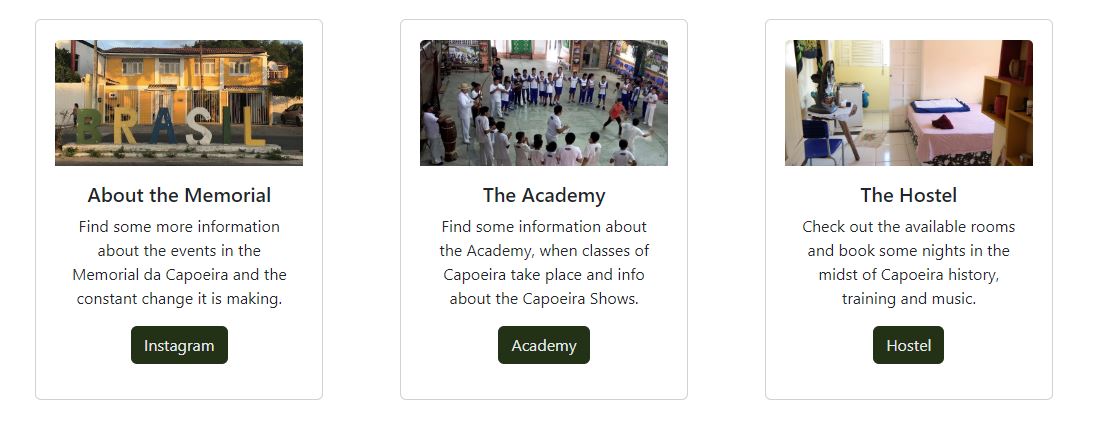 BRASIL
About the Memorial
Find some more information
about the events in the
Memorial da Capoeira and the
constant change it is making.
Instagram
The Academy
Find some information about
the Academy, when classes of
Capoeira take place and info
about the Capoeira Shows.
Academy
The Hostel
Check out the available rooms
and book some nights in the
midst of Capoeira history,
training and music.
Hostel